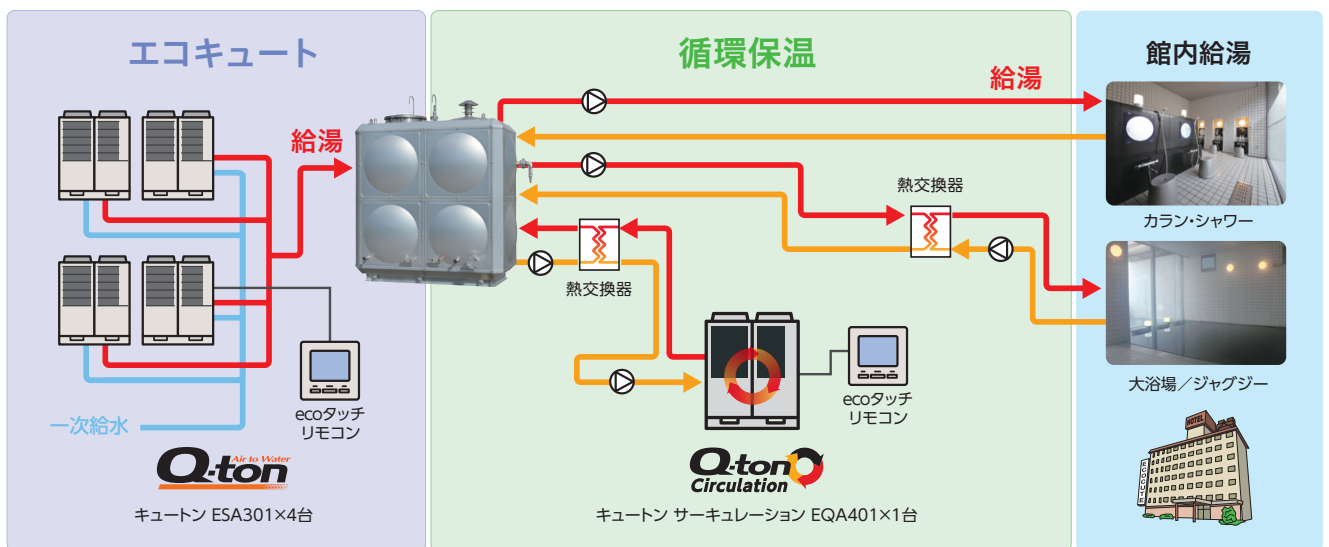 エコキュート
給湯
ecoタッチ
リモコン
一次給水
Air to Water
Q-ton
キュートン ESA301×4台
循環保温
給湯
熱交換器
熱交換器
ecoタッチ
リモコン
Q-ton
Circulation
キュートン サーキュレーション EQA401×1台
館内給湯
カラン・シャワー
大浴場／ジャグジー
HOTEL
ECOCUTE